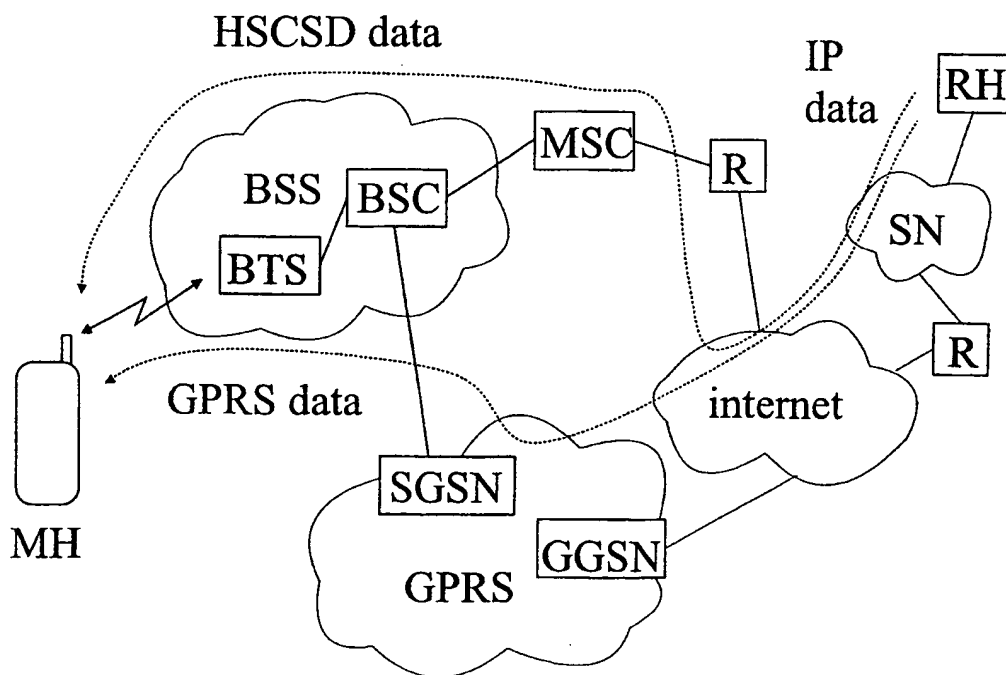 HSCSD data
IP
data
RH
MSC
R
BSS
BSC
SN
BTS
R
GPRS data
internet
SGSN
MH
GGSN
GPRS